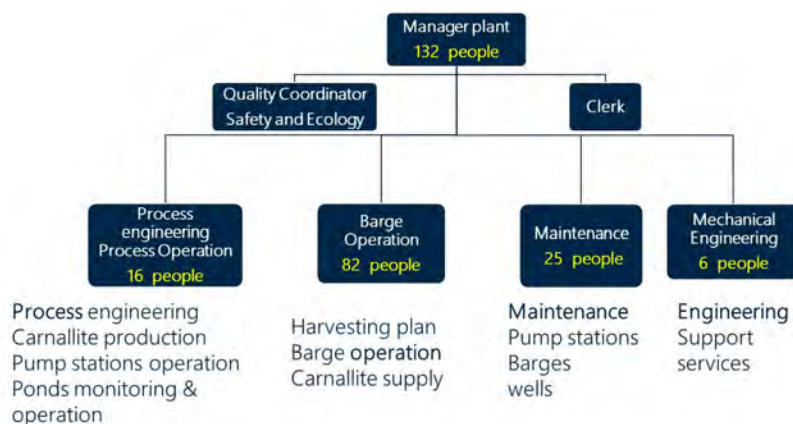 Manager plant
132 people
Quality Coordinator
Safety and Ecology
Clerk
Process
engineering
Process Operation
16 people
Barge
Operation
82 people
Maintenance
25 people
Mechanical
Engineering
6 people
Process engineering
Carnallite production
Pump stations operation
Ponds monitoring &
operation
Harvesting plan
Barge operation
Carnallite supply
Maintenance
Pump stations
Barges
wells
Engineering
Support
services